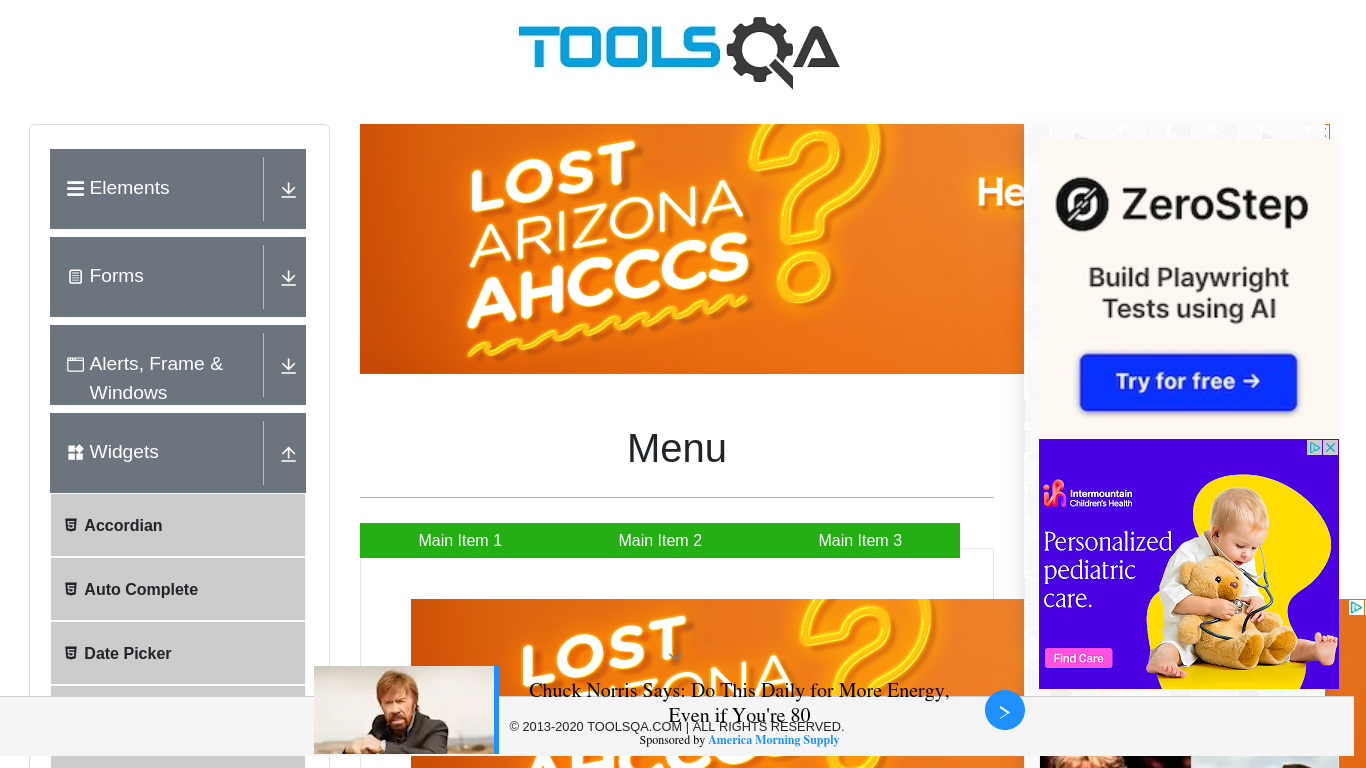 TOOLSQA
Elements
Forms
Alerts, Frame &
Windows
Widgets
Accordian
Auto Complete
Date Picker
LOST
ARIZONA
AHCCCS
?
He
Menu
Main Item 1
Main Item 2
Main Item 3
LOST
ZeroStep
Build Playwright
Tests using AI
Try for free →
Intermountain
Children's Health
Personalized
pediatric
care.
Find Care
Chuck Norris Says: Do This Daily for More Energy,
Even if You're 80
© 2013-2020 TOOLSQA.COM | ALL RIGHTS RESERVED.
Sponsored by America Morning Supply